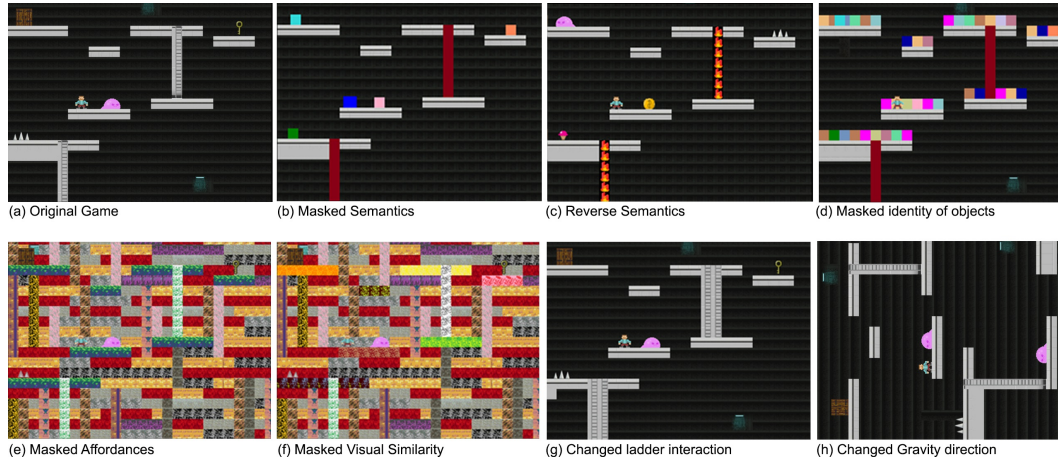 (a) Original Game
(b) Masked Semantics
(c) Reverse Semantics
(d) Masked identity of objects
(e) Masked Affordances
(f) Masked Visual Similarity
(g) Changed ladder interaction
(h) Changed Gravity direction